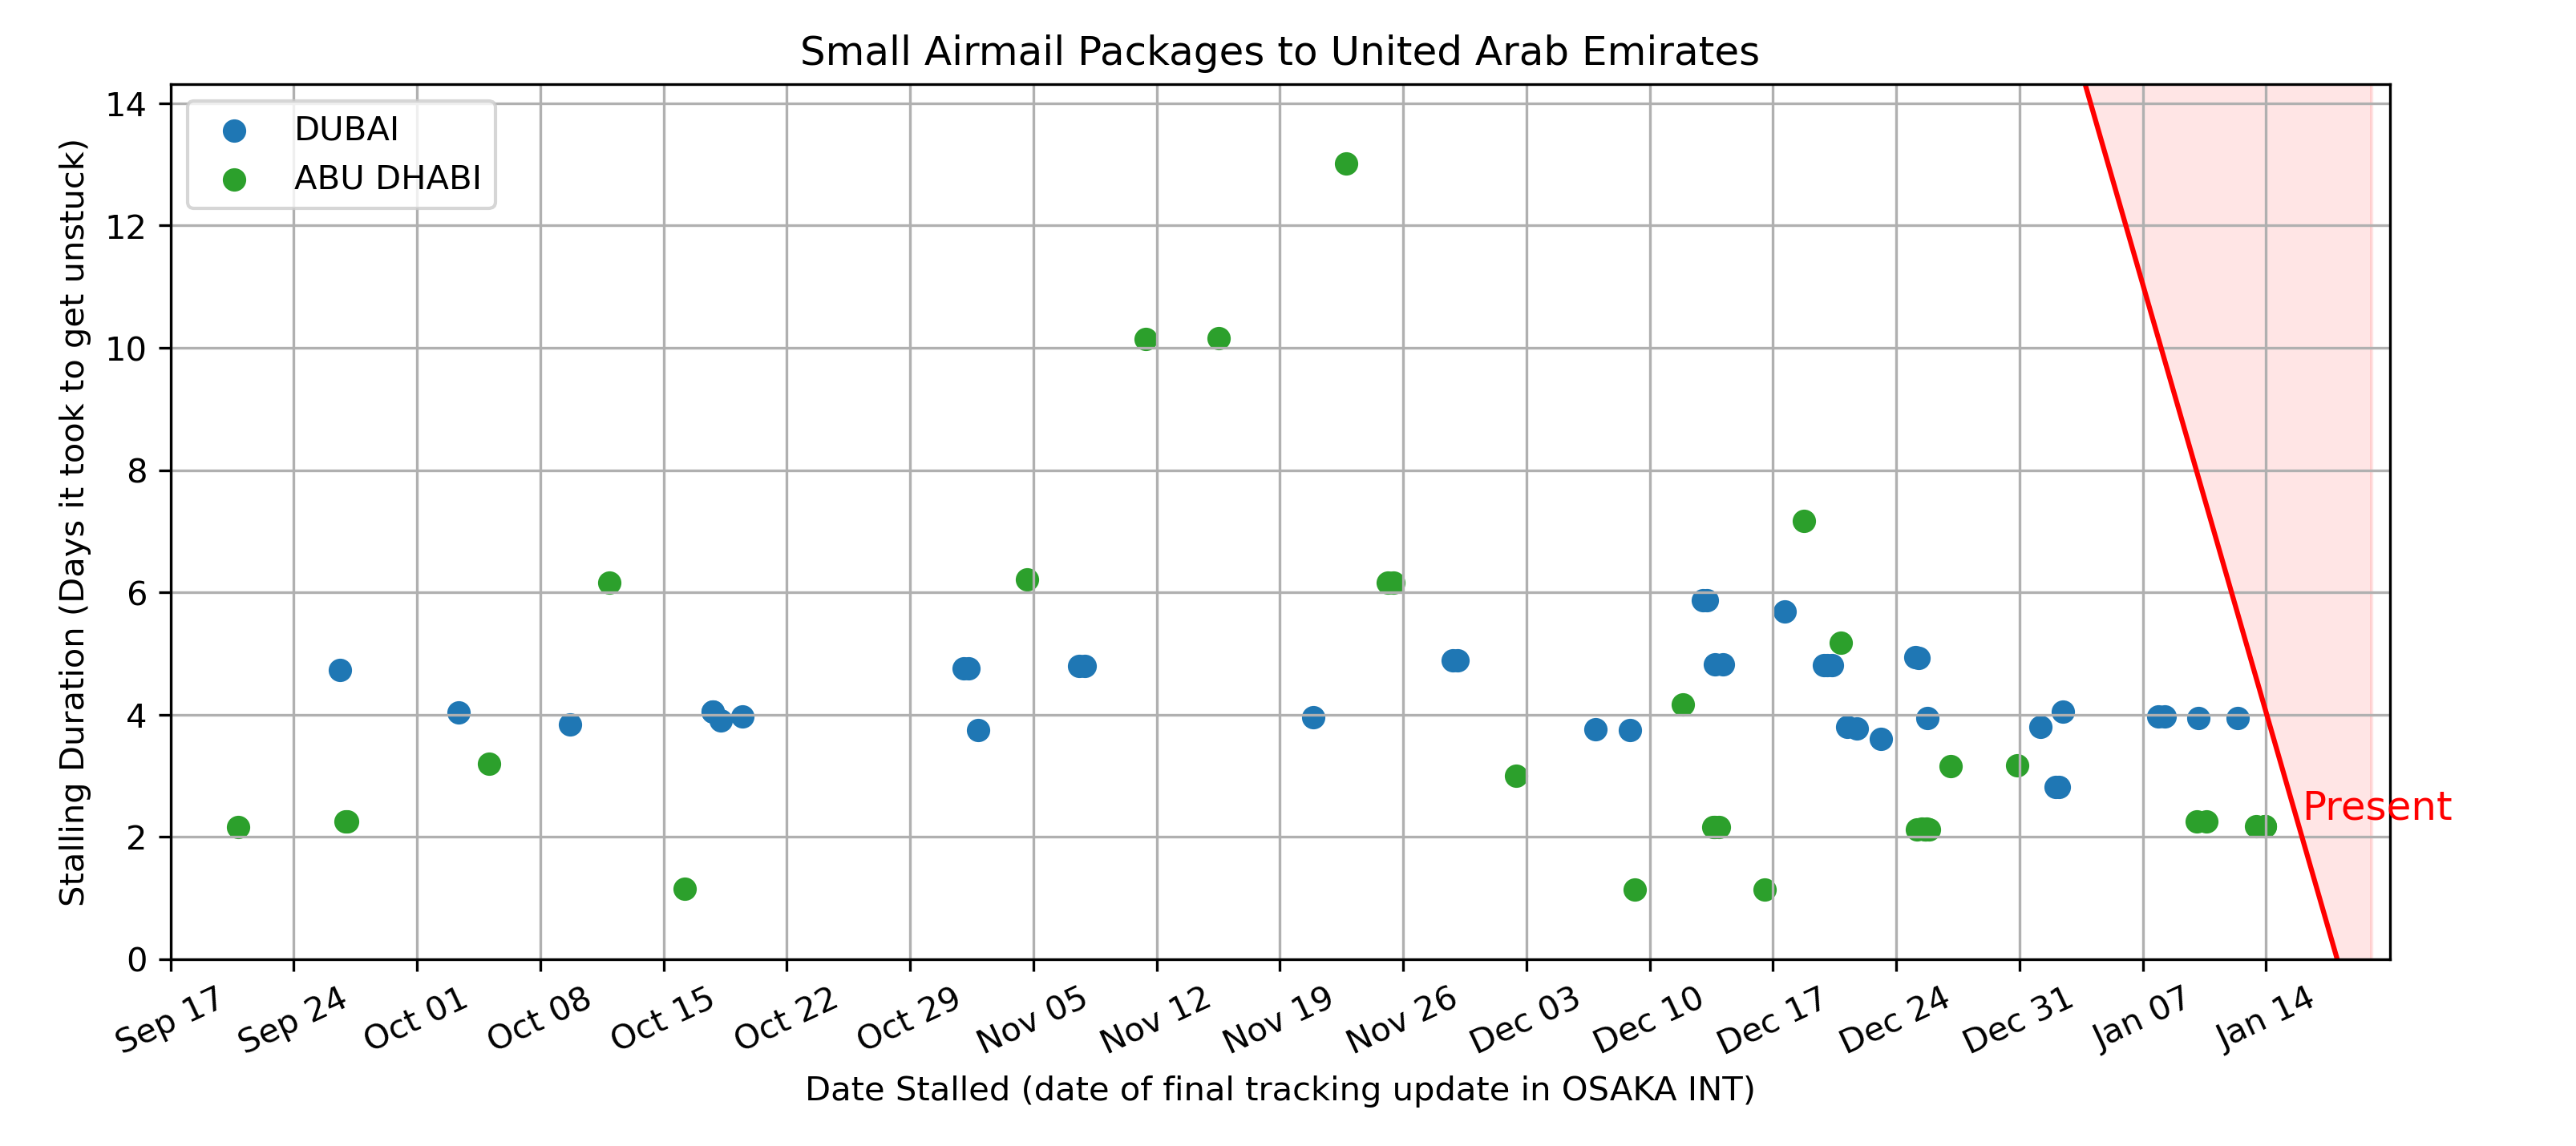 Small Airmail Packages to United Arab Emirates
DUBAI
ABU DHABI
Stalling Duration (Days it took to get unstuck)
14
12
10
8
6
4
2
0
Present
Sep 17
Sep 24
Oct 01
Oct 08
Oct 15
Oct 22
Oct 29
Nov 05
Nov 12
Nov 19
Nov 26
Dec 03
Dec 10
Dec 17
Dec 24
Dec 31
Jan 07
Jan 14
Date Stalled (date of final tracking update in OSAKA INT)